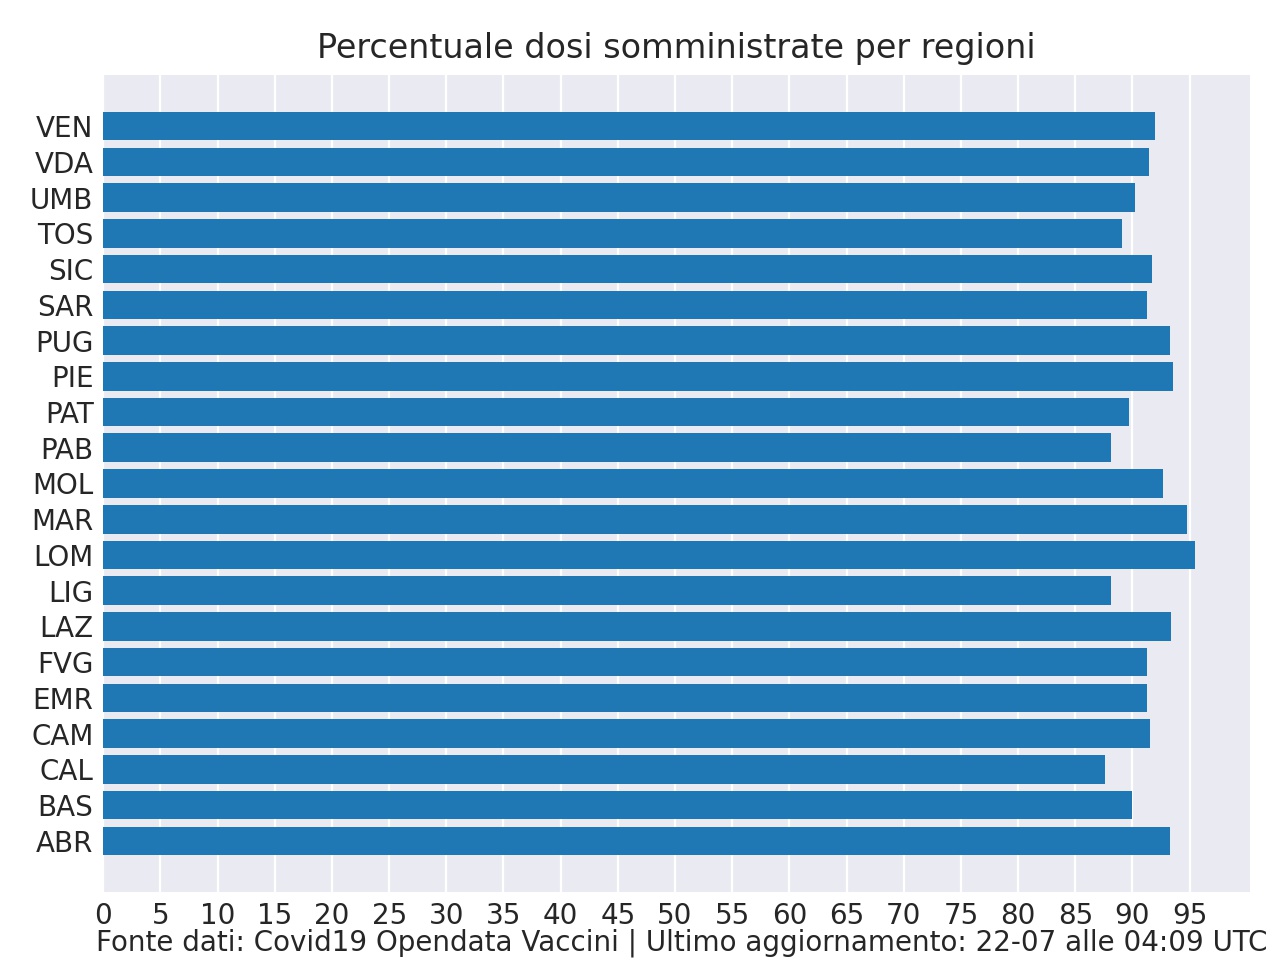 Percentuale dosi somministrate per regioni
VEN
VDA
UMB
TOS
SIC
SAR
PUG
PIE
PAT
PAB
MOL
MAR
LOM
LIG
LAZ
FVG
EMR
CAM
CAL
BAS
ABR
0 5 10 15 20 25 30 35 40 45 50 55 60 65 70 75 80 85 90 95
Fonte dati: Covid19 Opendata Vaccini | Ultimo aggiornamento: 22-07 alle 04:09 UTC